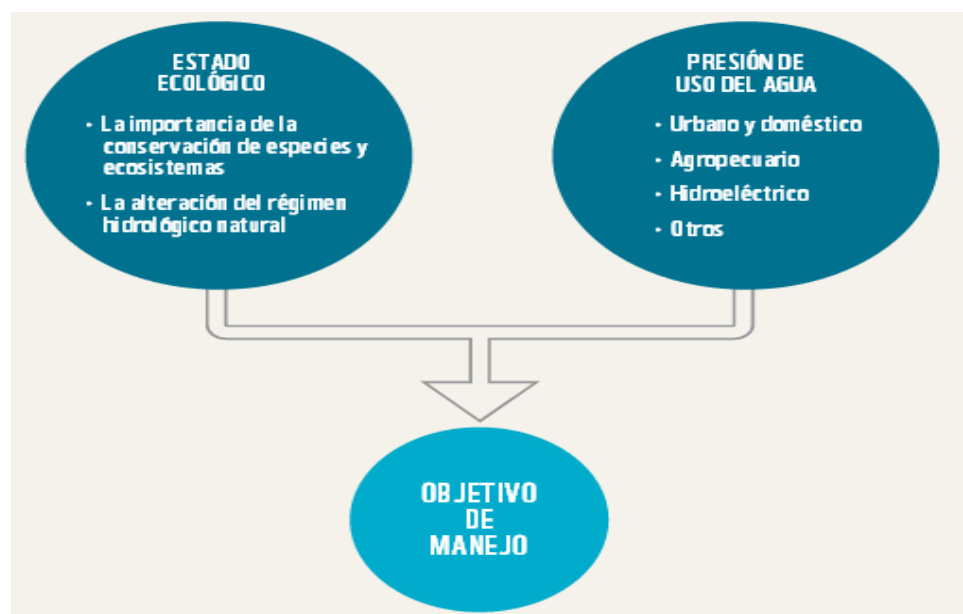 ESTADO
ECOLÓGICO
• La importancia de la
conservación de especies y
ecosistemas
• La alteración del régimen
hidrológico natural
PRESIÓN DE
USO DEL AGUA
• Urbano y doméstico
• Agropecuario
• Hidroeléctrico
• Otros
OBJETIVO
DE
MANEJO